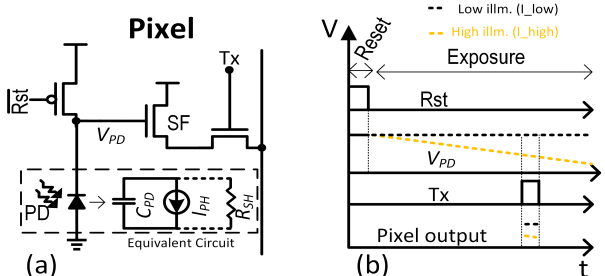 Pixel
Tx
Rst
V_PD
SF
PD
C_PD
I_PH
R_SH
Equivalent Circuit
(a)
Low illm. (I_low)
High illm. (I_high)
V
Reset
Exposure
Rst
V_PD
Tx
Pixel output
t
(b)